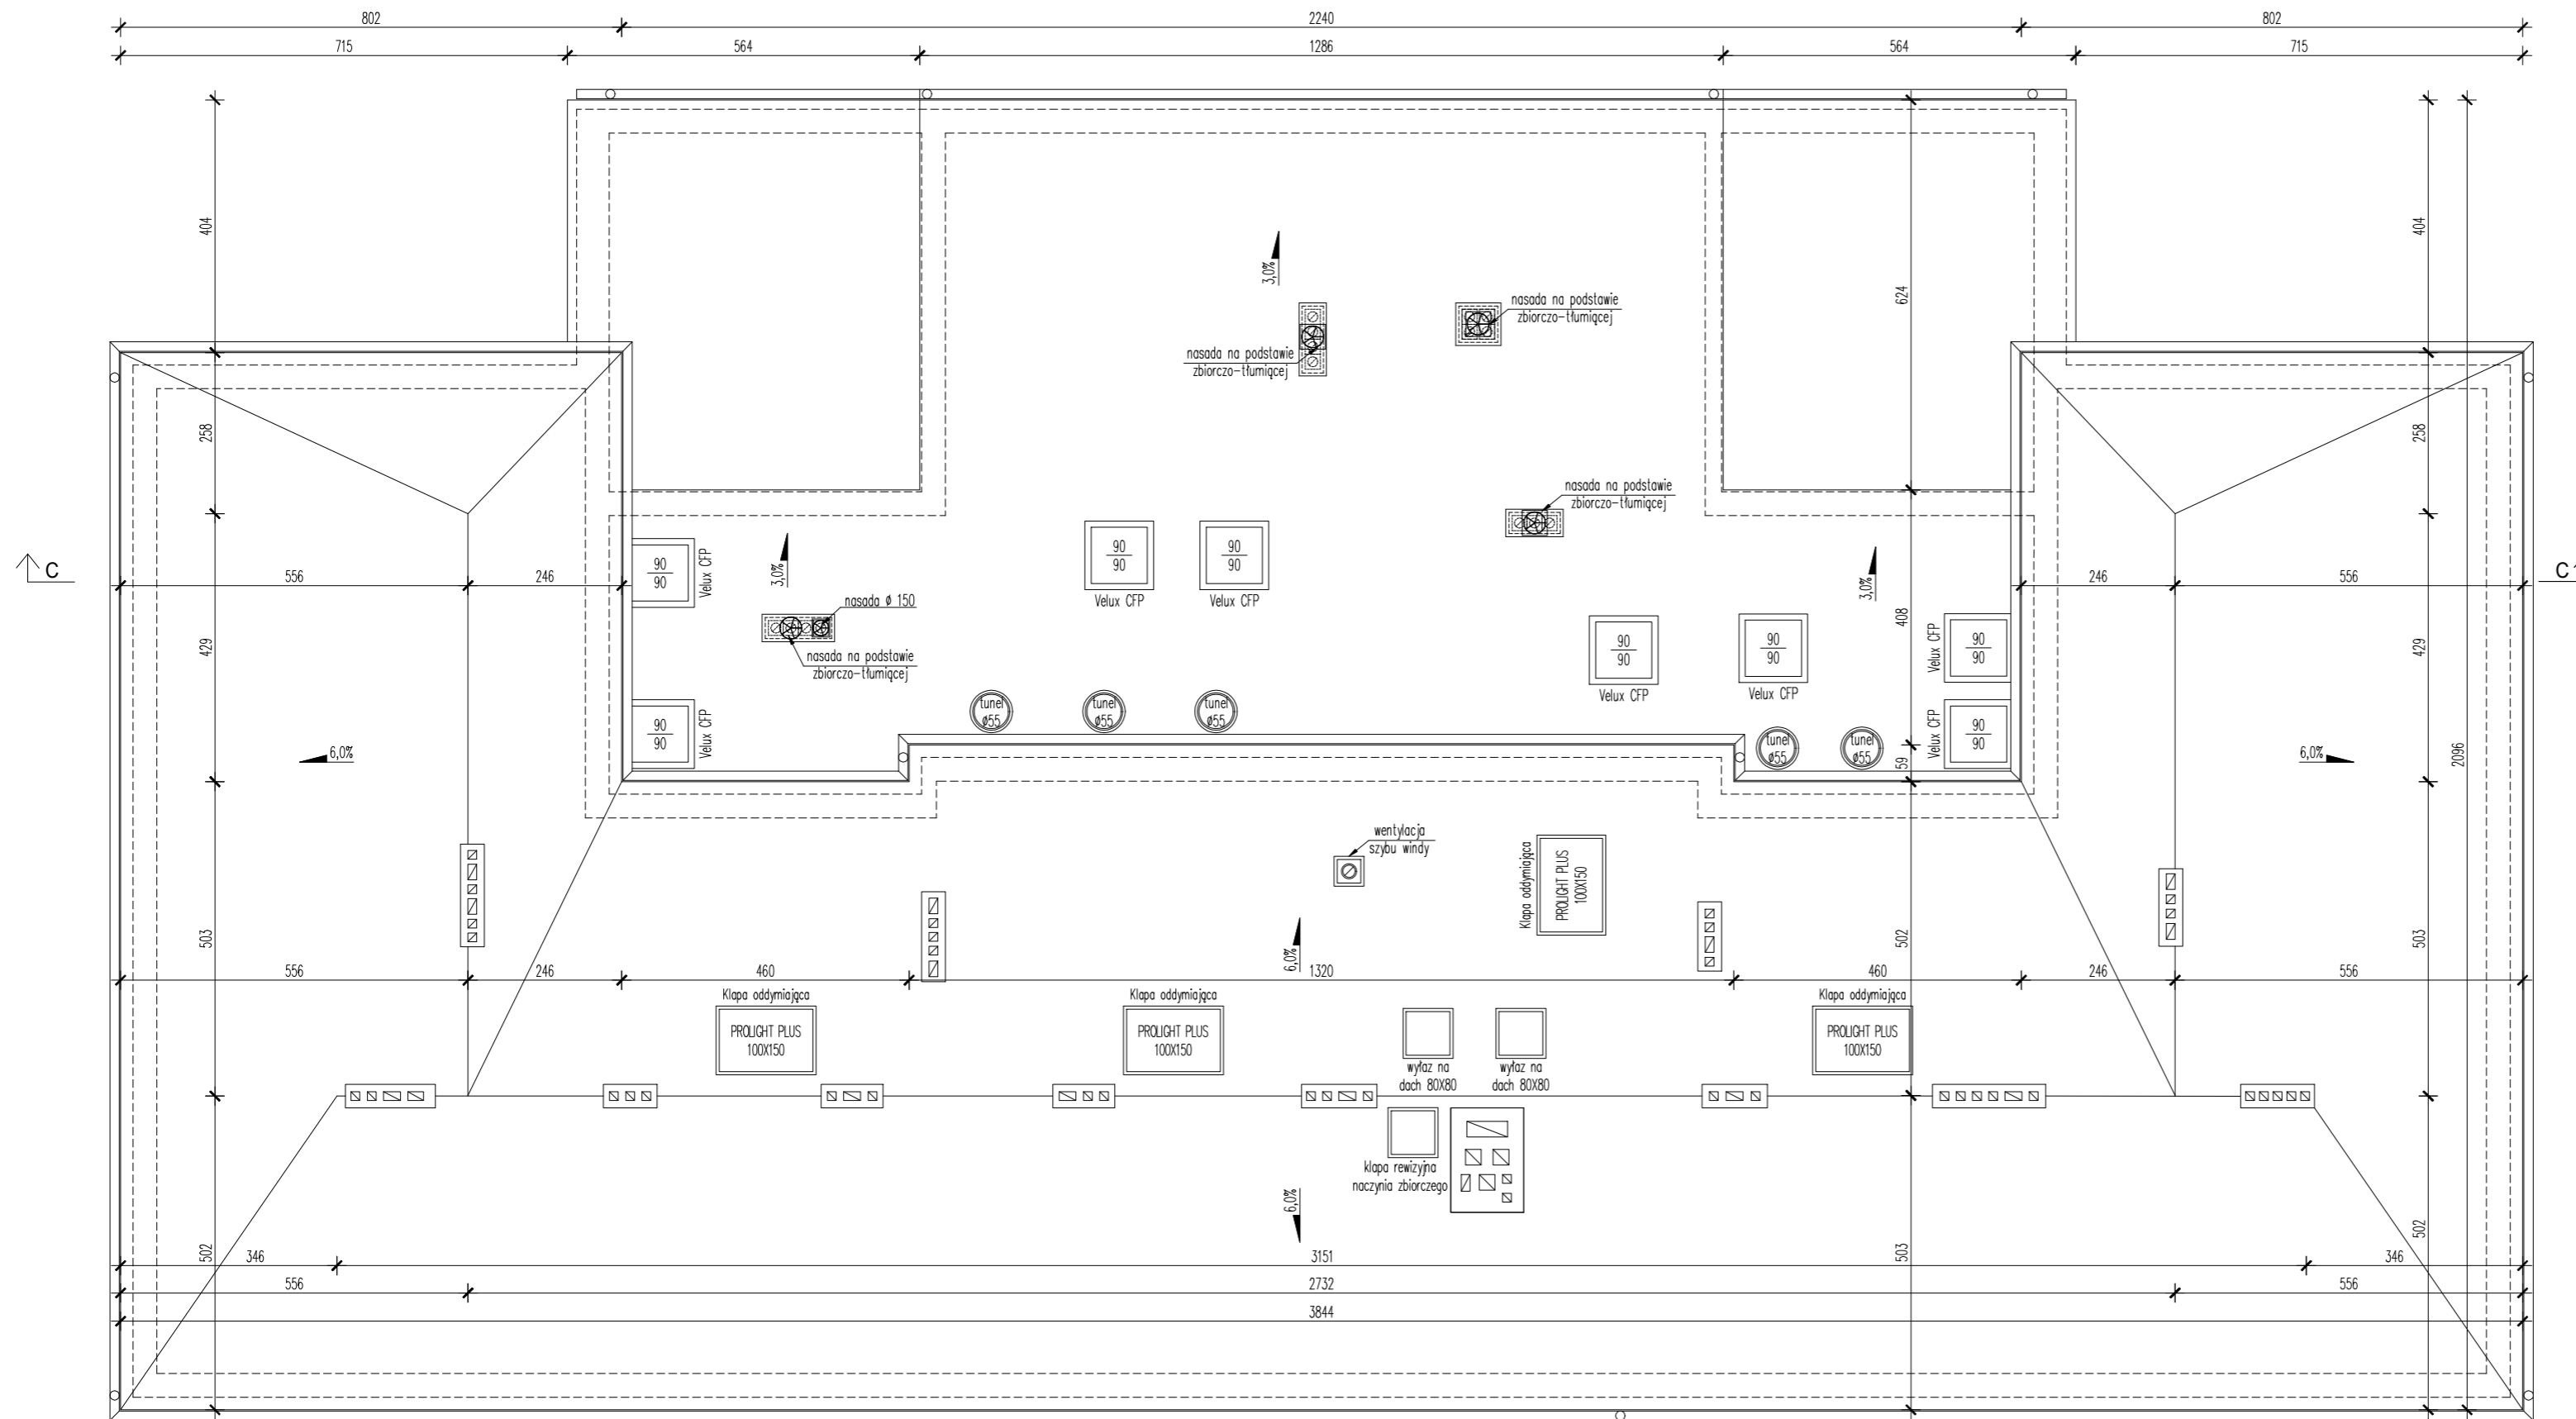 802
2240
802
715
564
1286
564
715
404
624
404
3,0%
nasada na podstawie
zbiorczo-tłumiącej
nasada na podstawie
zbiorczo-tłumiącej
258
258
nasada na podstawie
zbiorczo-tłumiącej
C
556
246
90
90
Velux CFP
3,0%
90
90
Velux CFP
90
90
Velux CFP
3,0%
246
556
C
nasada ø 150
nasada na podstawie
zbiorczo-tłumiącej
429
408
429
90
90
Velux CFP
90
90
Velux CFP
90
90
Velux CFP
tunel
ø55
tunel
ø55
tunel
ø55
90
90
Velux CFP
90
90
Velux CFP
tunel
ø55
tunel
ø55
59
6,0%
6,0%
2096
wentylacja
szybu windy
Klapa oddymiająca
PROLIGHT PLUS
100X150
503
502
503
6,0%
556
246
460
1320
460
246
556
Klapa oddymiająca
PROLIGHT PLUS
100X150
Klapa oddymiająca
PROLIGHT PLUS
100X150
Klapa oddymiająca
PROLIGHT PLUS
100X150
wyłaz na
dach 80X80
wyłaz na
dach 80X80
klapa rewizyjna
naczynia zbiorczego
6,0%
502
503
502
346
3151
346
556
2732
556
3844